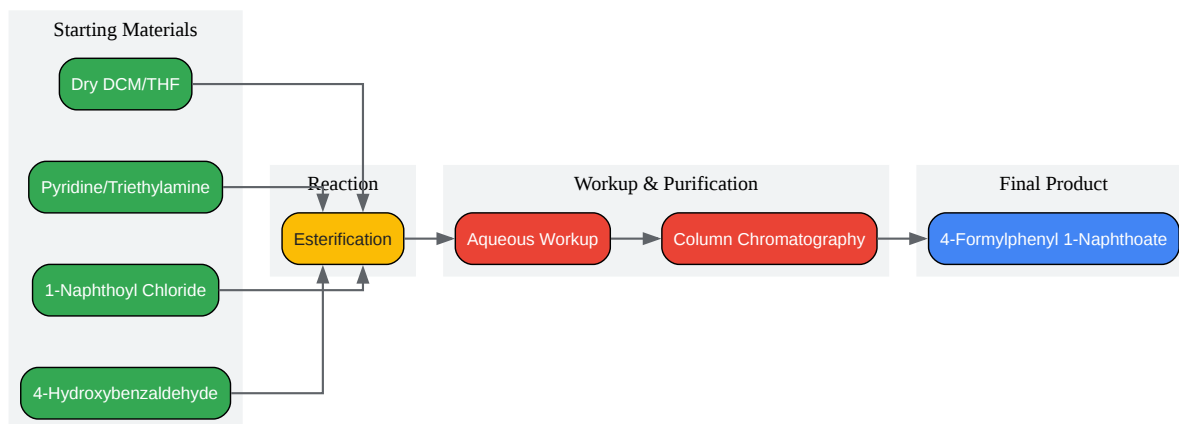 Starting Materials
Dry DCM/THF
Pyridine/Triethylamine
1-Naphthoyl Chloride
4-Hydroxybenzaldehyde
Reaction
Esterification
Workup & Purification
Aqueous Workup
Column Chromatography
Final Product
4-Formylphenyl 1-Naphthoate